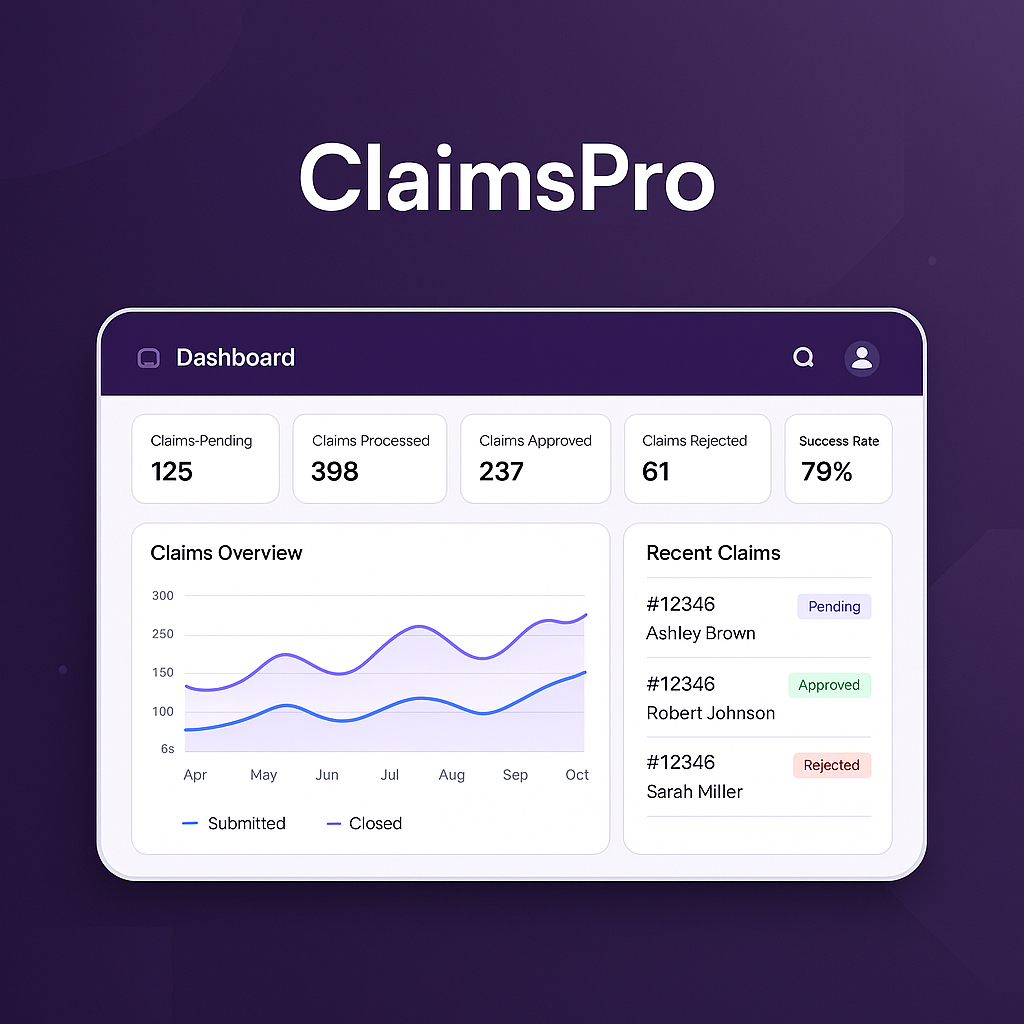 ClaimsPro
Dashboard
Claims-Pending
125
Claims Processed
398
Claims Approved
237
Claims Rejected
61
Success Rate
79%
Claims Overview
300
250
150
100
6s
Apr May Jun Jul Aug Sep Oct
Submitted Closed
Recent Claims
#12346
Pending
Ashley Brown
#12346
Approved
Robert Johnson
#12346
Rejected
Sarah Miller